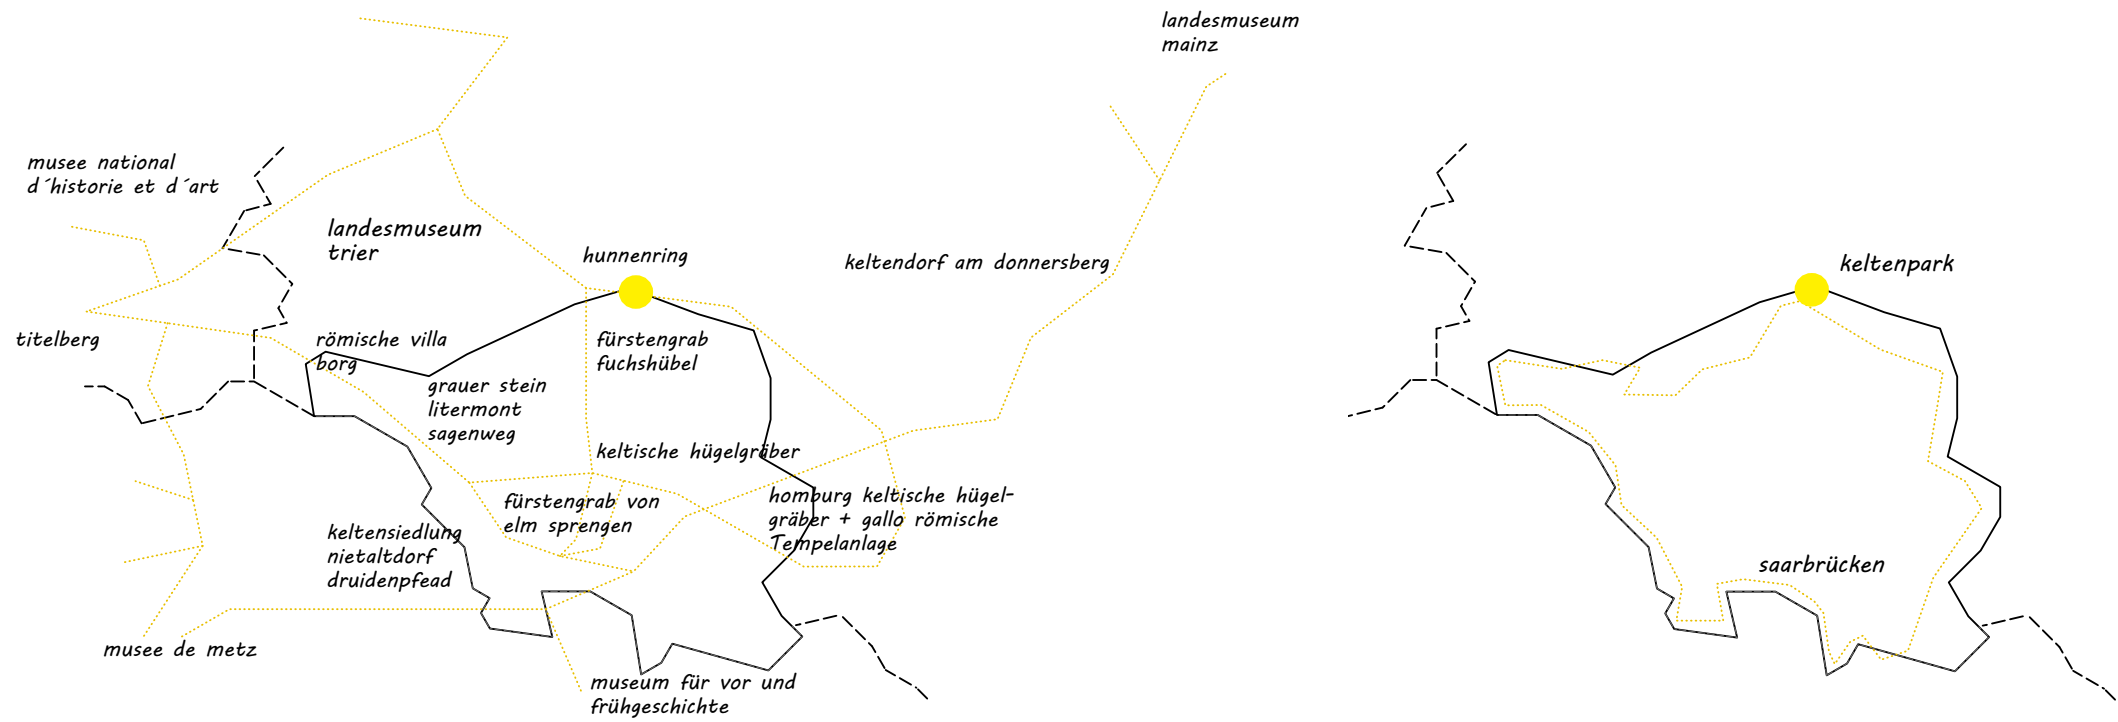 landesmuseum
mainz
musee national
d´historie et d´art
landesmuseum
trier
hunnenring
keltendorf am donnersberg
titelberg
römische villa
borg
fürstengrab
fuchshübel
grauer stein
litermont
sagenweg
keltische hügelgräber
fürstengrab von
elm sprengen
homburg keltische hügel-
gräber + gallo römische
Tempelanlage
keltensiedlung
nietaltdorf
druidenpfead
musee de metz
museum für vor und
frühgeschichte
keltenpark
saarbrücken